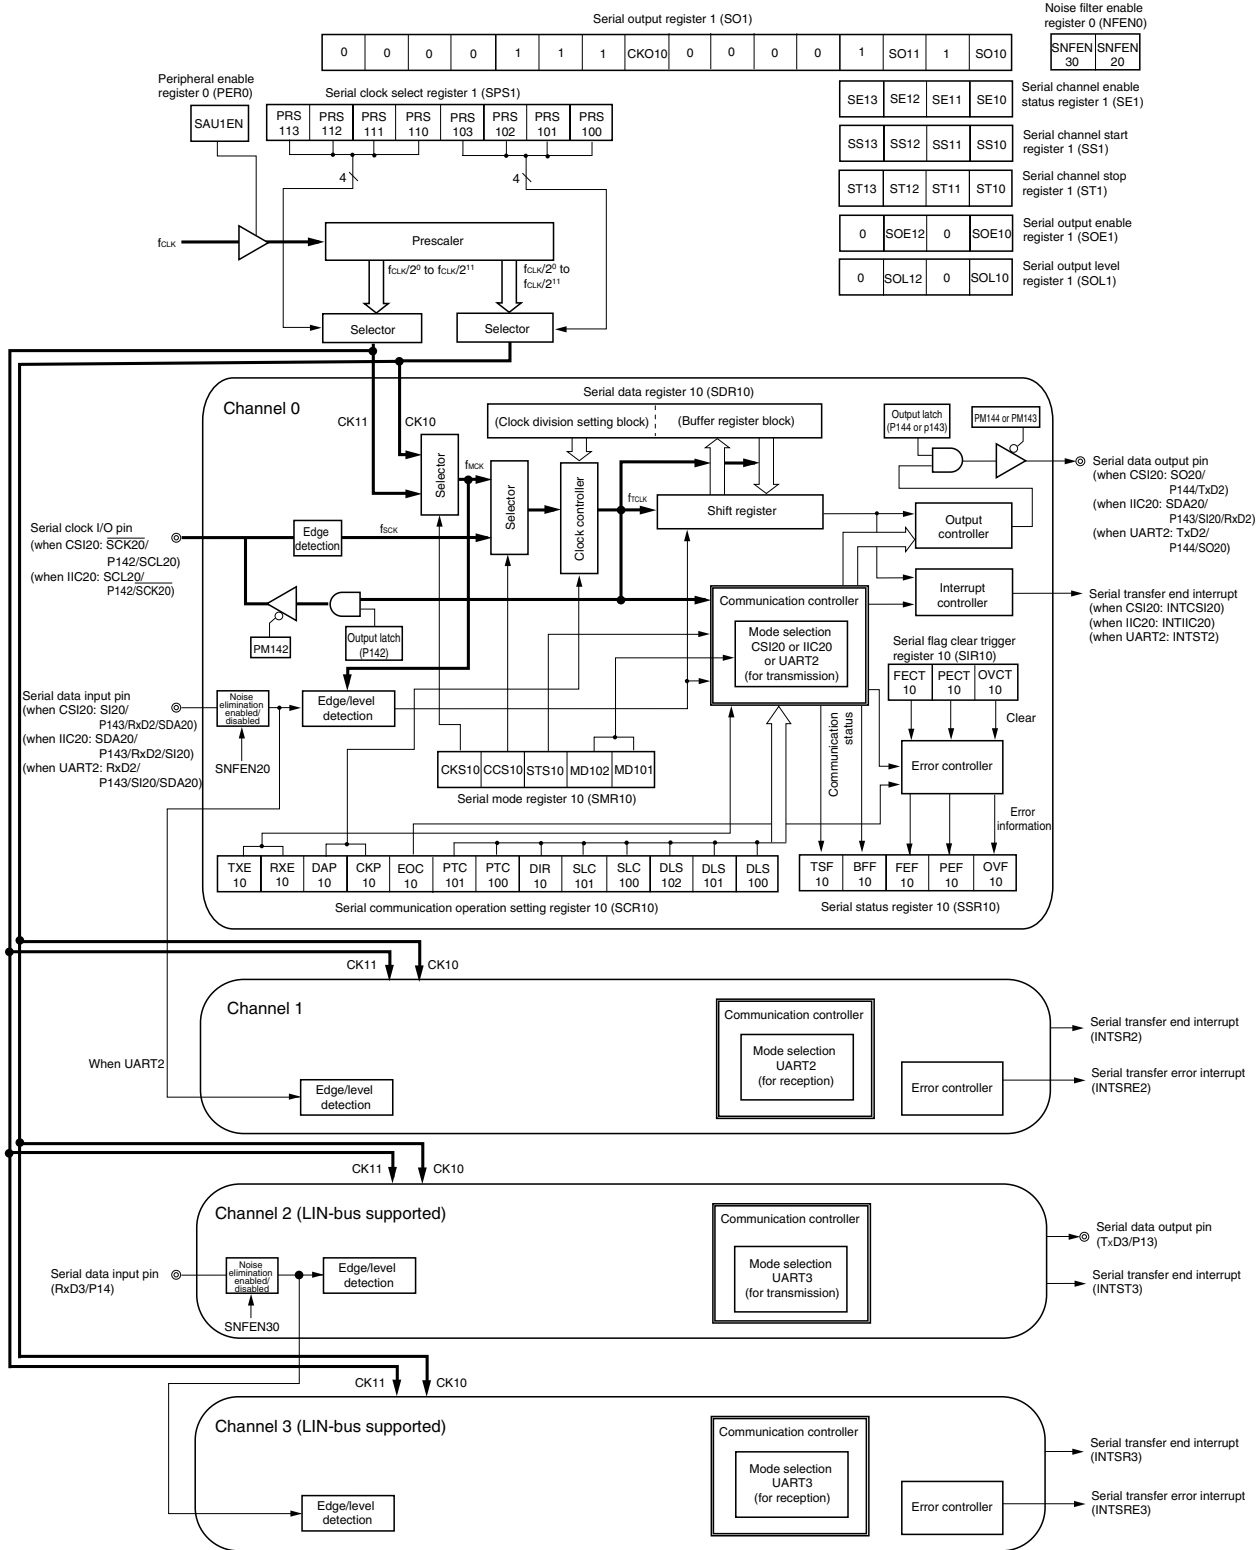 Serial output register 1 (SO1)
0 0 0 0 1 1 1 CKO10 0 0 0 0 1 SO11 1 SO10
Noise filter enable
register 0 (NFEN0)
SNFEN
30
SNFEN
20
Peripheral enable
register 0 (PER0)
SAU1EN
Serial clock select register 1 (SPS1)
PRS
113
PRS
112
PRS
111
PRS
110
PRS
103
PRS
102
PRS
101
PRS
100
4
4
SE13 SE12 SE11 SE10
Serial channel enable
status register 1 (SE1)
SS13 SS12 SS11 SS10
Serial channel start
register 1 (SS1)
ST13 ST12 ST11 ST10
Serial channel stop
register 1 (ST1)
0 SOE12 0 SOE10
Serial output enable
register 1 (SOE1)
0 SOL12 0 SOL10
Serial output level
register 1 (SOL1)
fCLK
Prescaler
fCLK/2⁰ to fCLK/2¹¹
fCLK/2⁰ to
fCLK/2¹¹
Selector
Selector
Channel 0
CK11
CK10
Serial data register 10 (SDR10)
(Clock division setting block)
(Buffer register block)
Output latch
(P144 or p143)
PM144 or PM143
Selector
fMCK
Selector
Clock controller
fTCLK
Shift register
Output
controller
Serial data output pin
(when CSI20: SO20/
P144/TxD2)
(when IIC20: SDA20/
P143/SI20/RxD2)
(when UART2: TxD2/
P144/SO20)
Serial clock I/O pin
(when CSI20: SCK20/
P142/SCL20)
(when IIC20: SCL20/
P142/SCK20)
Edge
detection
fSCK
PM142
Output latch
(P142)
Communication controller
Mode selection
CSI20 or IIC20
or UART2
(for transmission)
Interrupt
controller
Serial transfer end interrupt
(when CSI20: INTCSI20)
(when IIC20: INTIIC20)
(when UART2: INTST2)
Serial flag clear trigger
register 10 (SIR10)
FECT
10
PECT
10
OVCT
10
Clear
Serial data input pin
(when CSI20: SI20/
P143/RxD2/SDA20)
(when IIC20: SDA20/
P143/RxD2/SI20)
(when UART2: RxD2/
P143/SI20/SDA20)
Noise
elimination
enabled/
disabled
SNFEN20
Edge/level
detection
CKS10 CCS10 STS10 MD102 MD101
Serial mode register 10 (SMR10)
Communication
status
Error controller
Error
information
TXE
10
RXE
10
DAP
10
CKP
10
EOC
10
PTC
101
PTC
100
DIR
10
SLC
101
SLC
100
DLS
102
DLS
101
DLS
100
Serial communication operation setting register 10 (SCR10)
TSF
10
BFF
10
FEF
10
PEF
10
OVF
10
Serial status register 10 (SSR10)
CK11
CK10
Channel 1
When UART2
Edge/level
detection
Communication controller
Mode selection
UART2
(for reception)
Error controller
Serial transfer end interrupt
(INTSR2)
Serial transfer error interrupt
(INTSRE2)
CK11
CK10
Channel 2 (LIN-bus supported)
Serial data input pin
(RxD3/P14)
Noise
elimination
enabled/
disabled
SNFEN30
Edge/level
detection
Communication controller
Mode selection
UART3
(for transmission)
Serial data output pin
(TxD3/P13)
Serial transfer end interrupt
(INTST3)
CK11
CK10
Channel 3 (LIN-bus supported)
Edge/level
detection
Communication controller
Mode selection
UART3
(for reception)
Error controller
Serial transfer end interrupt
(INTSR3)
Serial transfer error interrupt
(INTSRE3)